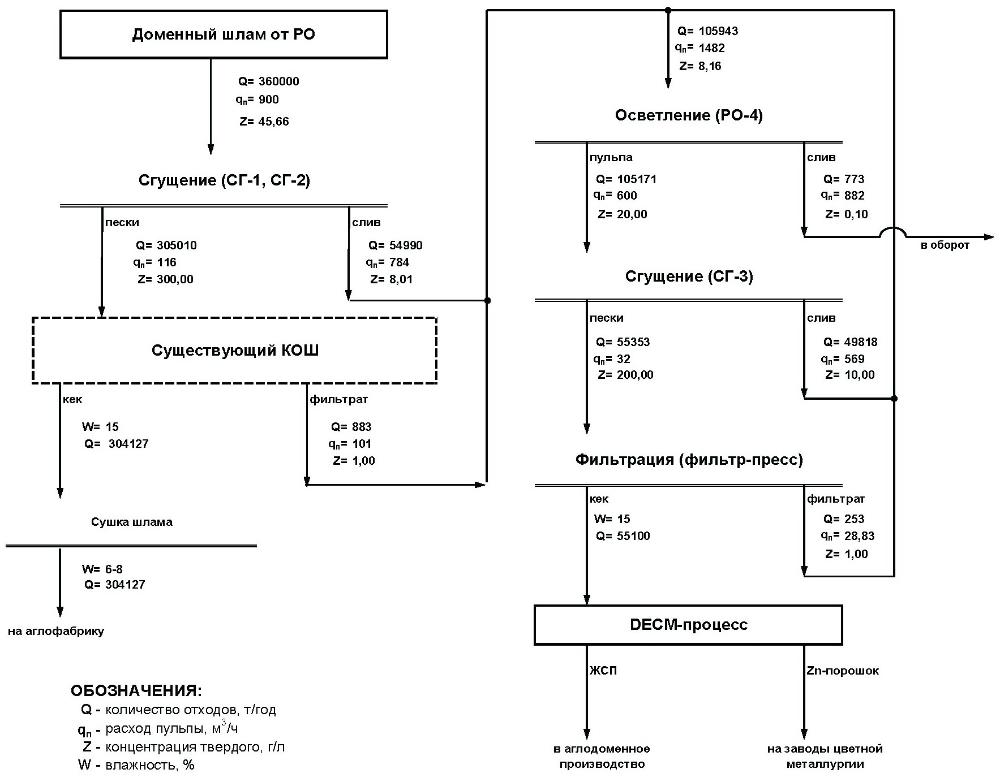 Доменный шлам от РО
Q= 360000
qп= 900
Z= 45,66
Сгущение (СГ-1, СГ-2)
пески
Q= 305010
qп= 116
Z= 300,00
слив
Q= 54990
qп= 784
Z= 8,01
Существующий КОШ
кек
W= 15
Q= 304127
фильтрат
Q= 883
qп= 101
Z= 1,00
Сушка шлама
W= 6-8
Q= 304127
на аглофабрику
Q= 105943
qп= 1482
Z= 8,16
Осветление (РО-4)
пульпа
Q= 105171
qп= 600
Z= 20,00
слив
Q= 773
qп= 882
Z= 0,10
в оборот
Сгущение (СГ-3)
пески
Q= 55353
qп= 32
Z= 200,00
слив
Q= 49818
qп= 569
Z= 10,00
Фильтрация (фильтр-пресс)
кек
W= 15
Q= 55100
фильтрат
Q= 253
qп= 28,83
Z= 1,00
DECM-процесс
ЖСП
Zn-порошок
в аглодоменное
производство
на заводы цветной
металлургии
ОБОЗНАЧЕНИЯ:
Q - количество отходов, т/год
qп - расход пульпы, м³/ч
Z - концентрация твердого, г/л
W - влажность, %